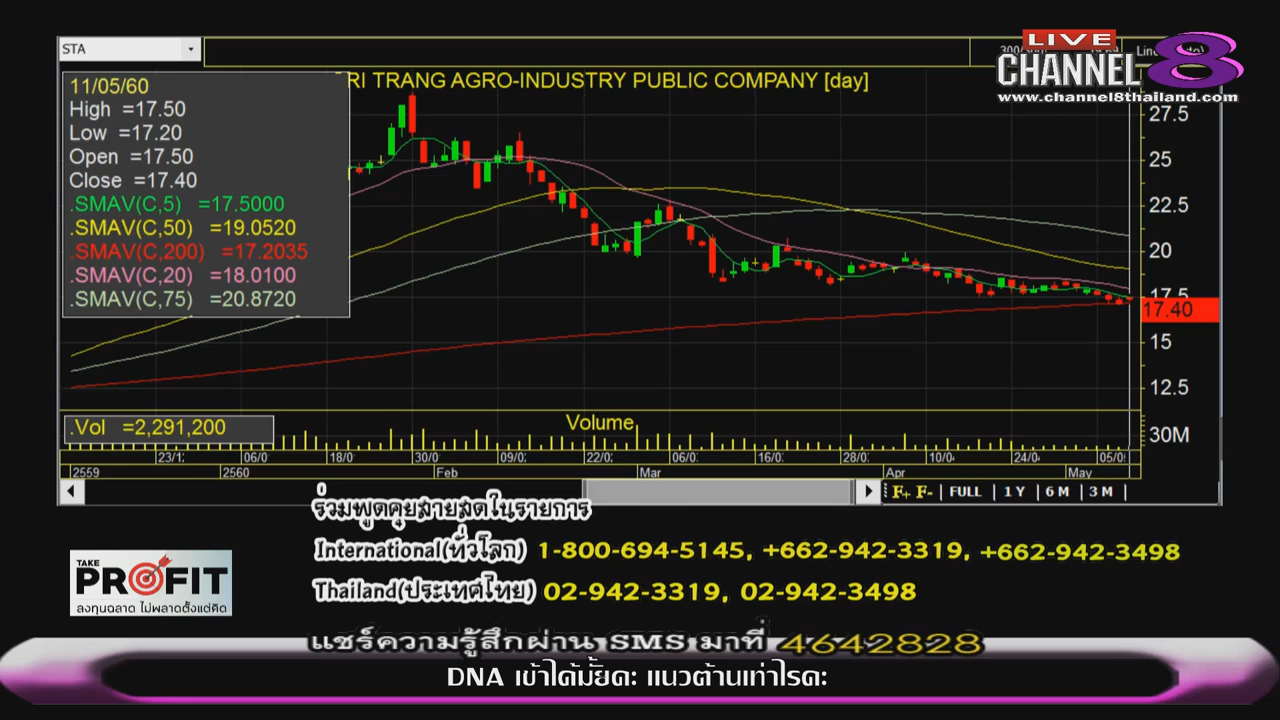 STA
LIVE
CHANNEL 8
www.channel8thailand.com
RI TRANG AGRO-INDUSTRY PUBLIC COMPANY [day]
11/05/60
High =17.50
Low =17.20
Open =17.50
Close =17.40
.SMAV(C,5) =17.5000
.SMAV(C,50) =19.0520
.SMAV(C,200) =17.2035
.SMAV(C,20) =18.0100
.SMAV(C,75) =20.8720
27.5
25
22.5
20
17.5
17.40
15
12.5
.Vol =2,291,200
Volume
30M
23/1: 06/0 18/0 30/0 09/0: 22/0: 06/0: 16/0: 28/0: 10/0 24/0 05/0
2559 2560 Feb Mar Apr May
F+ F- FULL 1 Y 6 M 3 M
0
ร่วมพูดคุยสายสดในรายการ
International(ทั่วโลก) 1-800-694-5145, +662-942-3319, +662-942-3498
Thailand(ประเทศไทย) 02-942-3319, 02-942-3498
TAKE
PROFIT
ลงทุนฉลาด ไม่พลาดตั้งแต่คิด
แชร์ความรู้สึกผ่าน SMS มาที่ 4642828
DNA เข้าได้มั้ยคะ แนวต้านเท่าไรคะ